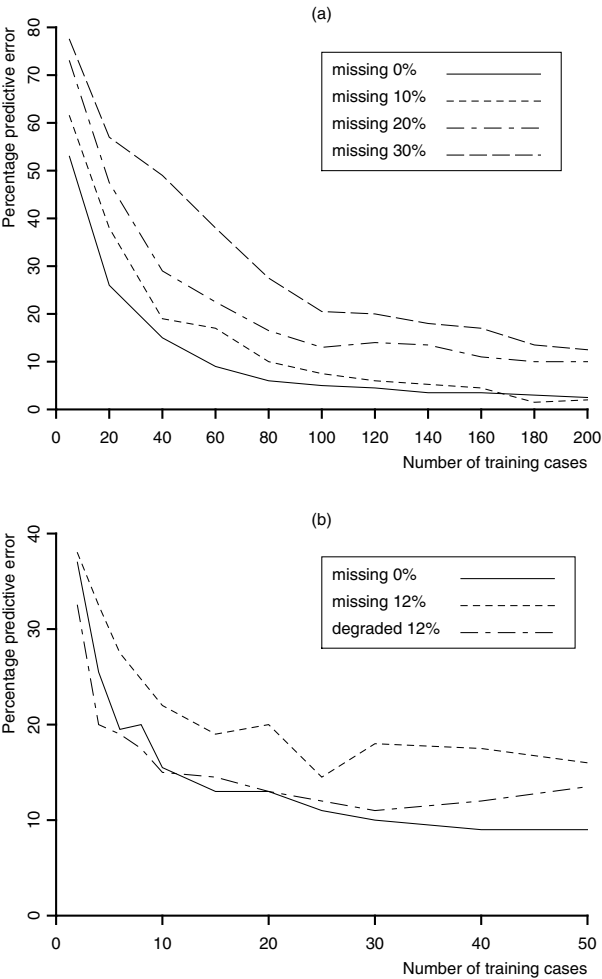 (a)
Percentage predictive error
80
70
60
50
40
30
20
10
0
missing 0%
missing 10%
missing 20%
missing 30%
0 20 40 60 80 100 120 140 160 180 200
Number of training cases
(b)
Percentage predictive error
40
30
20
10
0
missing 0%
missing 12%
degraded 12%
0 10 20 30 40 50
Number of training cases